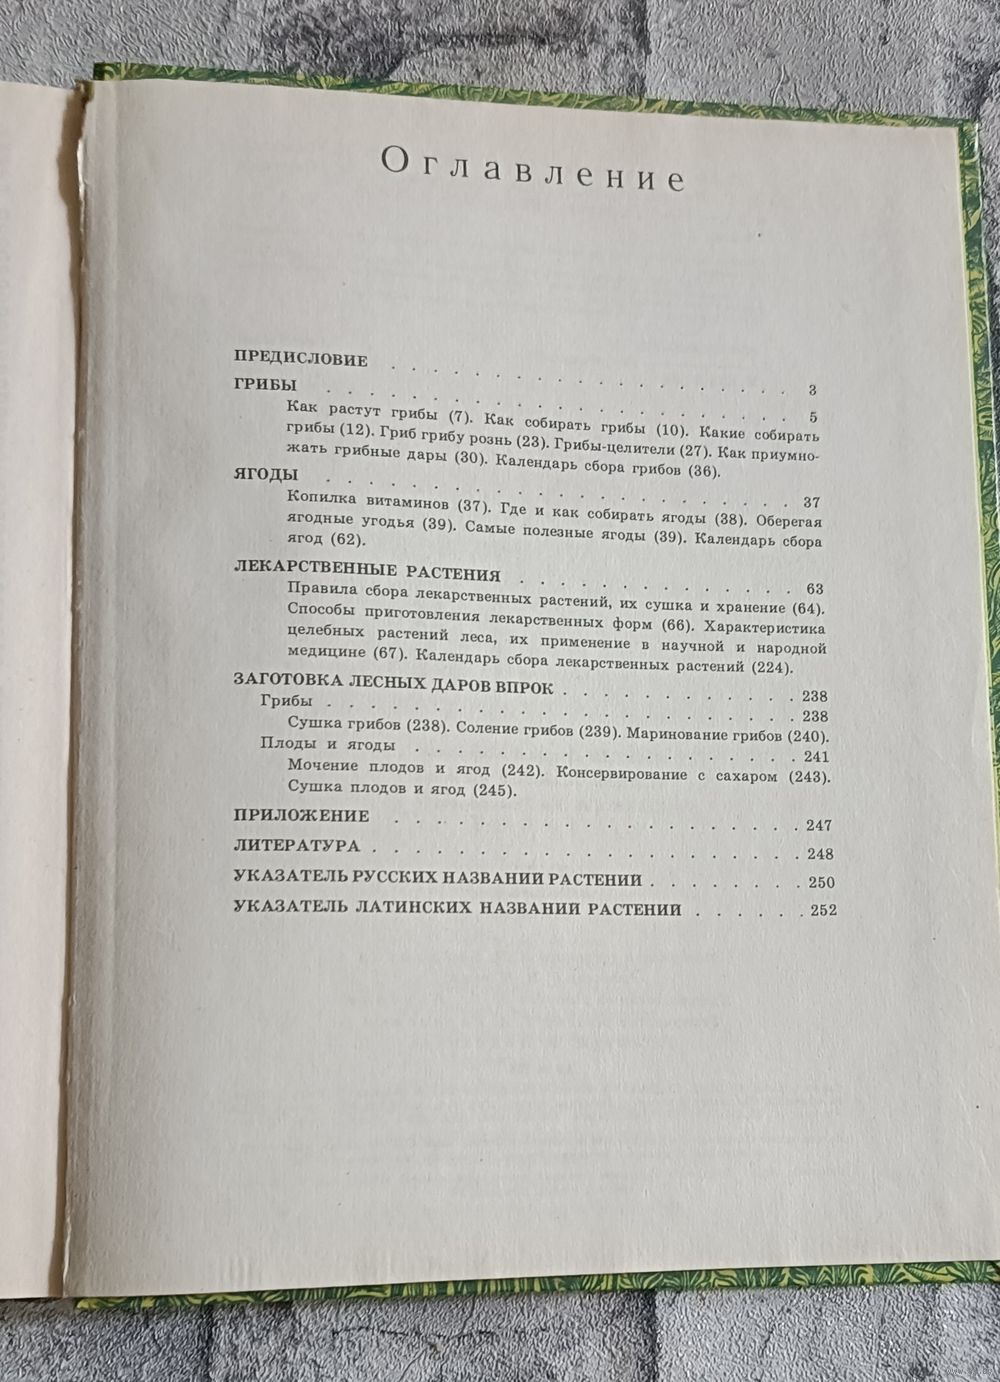 Оглавление
ПРЕДИСЛОВИЕ . . . . . . . . . . . . . . . . . . . . 3
ГРИБЫ . . . . . . . . . . . . . . . . . . . . . . . 5
Как растут грибы (7). Как собирать грибы (10). Какие собирать
грибы (12). Гриб грибу рознь (23). Грибы-целители (27). Как приумно-
жать грибные дары (30). Календарь сбора грибов (36).
ЯГОДЫ . . . . . . . . . . . . . . . . . . . . . . . 37
Копилка витаминов (37). Где и как собирать ягоды (38). Оберегая
ягодные угодья (39). Самые полезные ягоды (39). Календарь сбора
ягод (62).
ЛЕКАРСТВЕННЫЕ РАСТЕНИЯ . . . . . . . . . . . . . 63
Правила сбора лекарственных растений, их сушка и хранение (64).
Способы приготовления лекарственных форм (66). Характеристика
целебных растений леса, их применение в научной и народной
медицине (67). Календарь сбора лекарственных растений (224).
ЗАГОТОВКА ЛЕСНЫХ ДАРОВ ВПРОК . . . . . . . . . . . 238
Грибы . . . . . . . . . . . . . . . . . . . . . . . 238
Сушка грибов (238). Соление грибов (239). Маринование грибов (240).
Плоды и ягоды . . . . . . . . . . . . . . . . . . . 241
Мочение плодов и ягод (242). Консервирование с сахаром (243).
Сушка плодов и ягод (245).
ПРИЛОЖЕНИЕ . . . . . . . . . . . . . . . . . . . . 247
ЛИТЕРАТУРА . . . . . . . . . . . . . . . . . . . . 248
УКАЗАТЕЛЬ РУССКИХ НАЗВАНИЙ РАСТЕНИЙ . . . . . . . . 250
УКАЗАТЕЛЬ ЛАТИНСКИХ НАЗВАНИЙ РАСТЕНИЙ . . . . . . 252